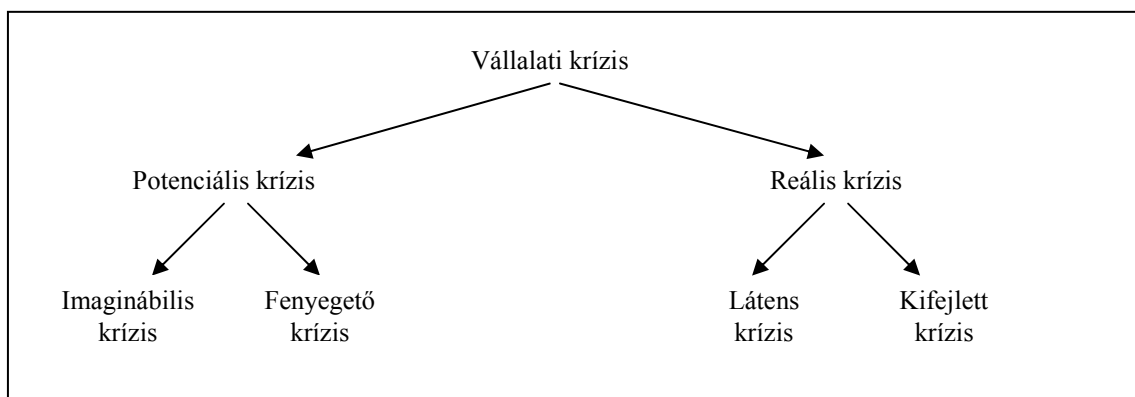 Vállalati krízis
Potenciális krízis
Reális krízis
Imaginábilis
krízis
Fenyegető
krízis
Látens
krízis
Kifejlett
krízis